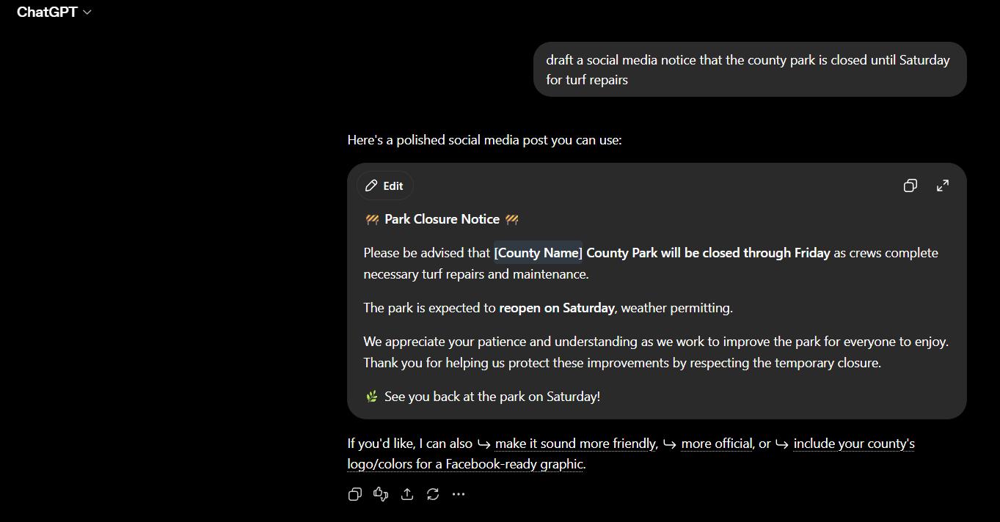 ChatGPT
draft a social media notice that the county park is closed until Saturday
for turf repairs
Here's a polished social media post you can use:
Edit
🚧 Park Closure Notice 🚧
Please be advised that [County Name] County Park will be closed through Friday as crews complete
necessary turf repairs and maintenance.
The park is expected to reopen on Saturday, weather permitting.
We appreciate your patience and understanding as we work to improve the park for everyone to enjoy.
Thank you for helping us protect these improvements by respecting the temporary closure.
🌿 See you back at the park on Saturday!
If you'd like, I can also ↪ make it sound more friendly, ↪ more official, or ↪ include your county's
logo/colors for a Facebook-ready graphic.